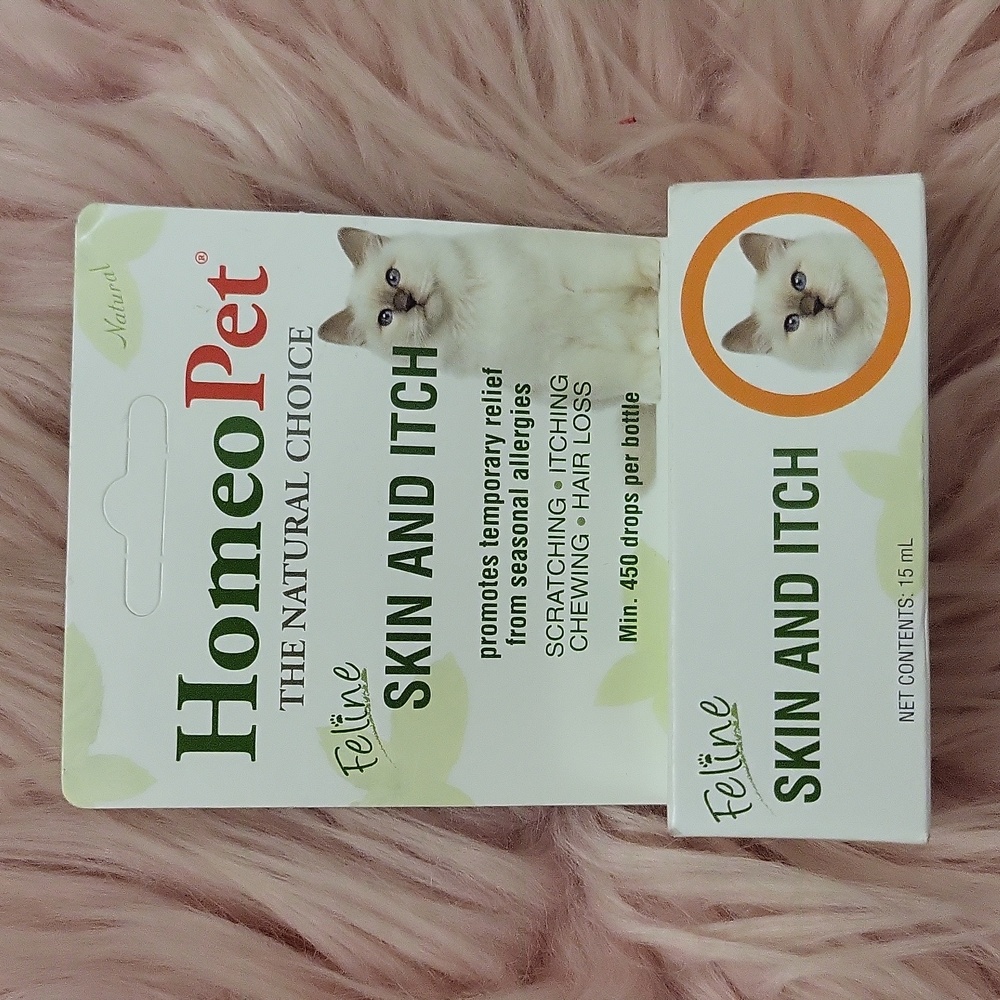 Natural
HomeoPet®
THE NATURAL CHOICE
Feline
SKIN AND ITCH
promotes temporary relief
from seasonal allergies
SCRATCHING • ITCHING
CHEWING • HAIR LOSS
Min. 450 drops per bottle
Feline
SKIN AND ITCH
NET CONTENTS: 15 mL